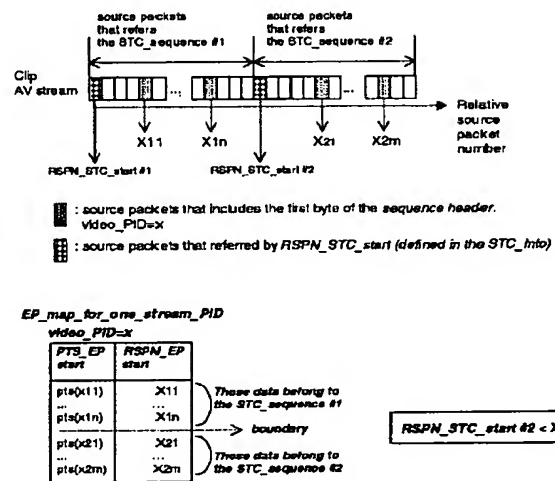 source packets that refers the STC_sequence #1
source packets that refers the STC_sequence #2
Clip AV stream
... ...
Relative source packet number
X11 X1n X21 X2m
RSPN_STC_start #1 RSPN_STC_start #2
: source packets that includes the first byte of the sequence header.
video_PID=x
: source packets that referred by RSPN_STC_start (defined in the STC_Info)
EP_map_for_one_stream_PID
video_PID=x
PTS_EP start RSPN_EP start
pts(x11) X11
... ...
pts(x1n) X1n
These data belong to the STC_sequence #1
boundary
pts(x21) X21
... ...
pts(x2m) X2m
These data belong to the STC_sequence #2
RSPN_STC_start #2 < X